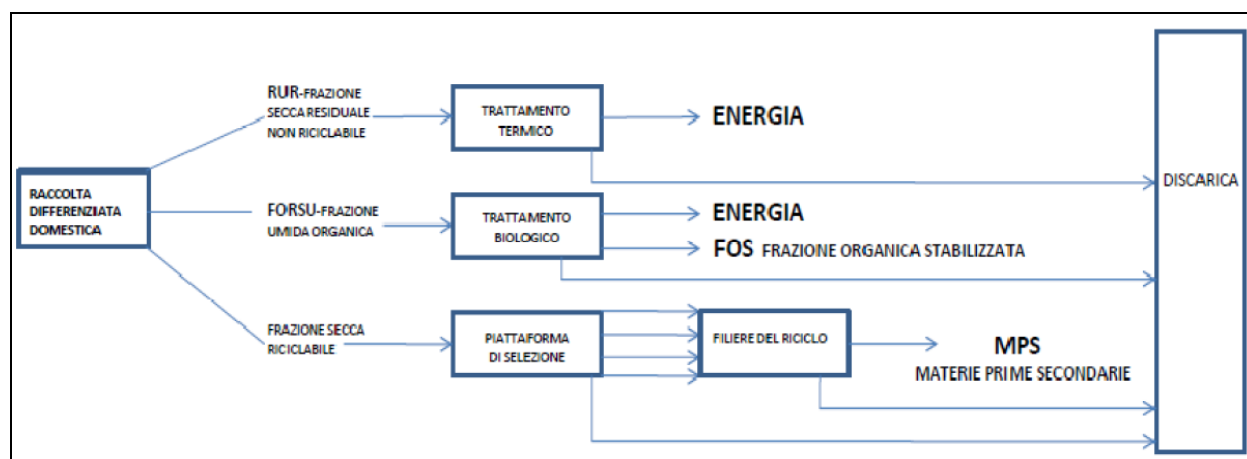 RUR-FRAZIONE
SECCA RESIDUALE
NON RICICLABILE
TRATTAMENTO
TERMICO
ENERGIA
RACCOLTA
DIFFERENZIATA
DOMESTICA
FORSU-FRAZIONE
UMIDA ORGANICA
TRATTAMENTO
BIOLOGICO
ENERGIA
FOS FRAZIONE ORGANICA STABILIZZATA
DISCARICA
FRAZIONE SECCA
RICICLABILE
PIATTAFORMA
DI SELEZIONE
FILIERE DEL RICICLO
MPS
MATERIE PRIME SECONDARIE